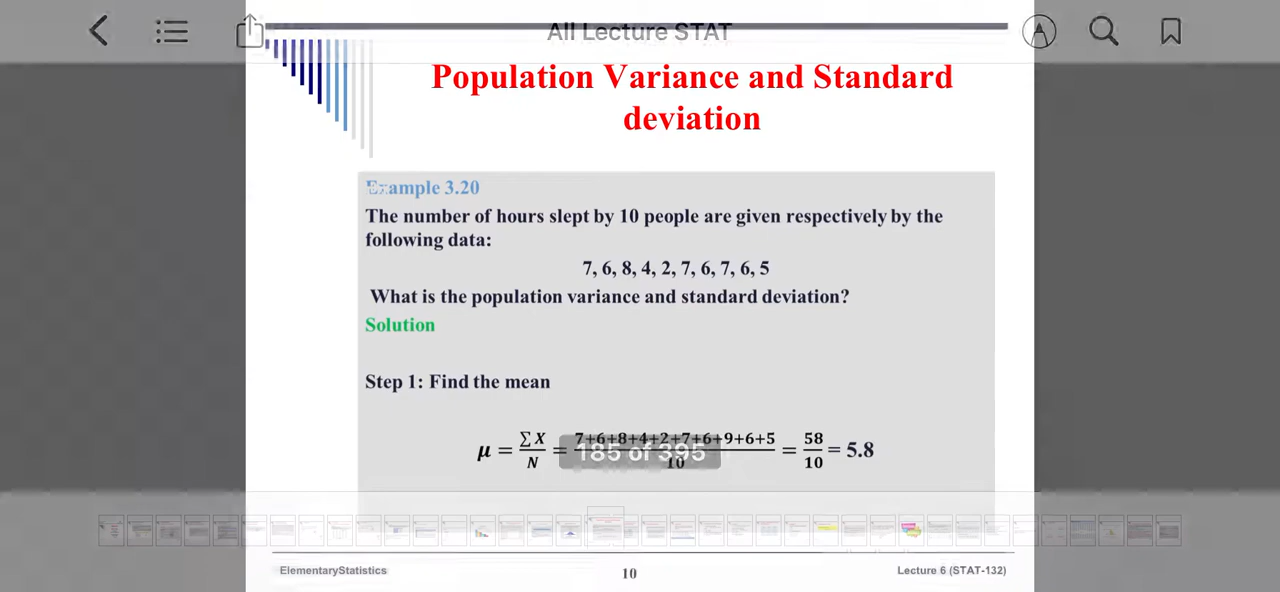 All Lecture STAT
Population Variance and Standard
deviation
Example 3.20
The number of hours slept by 10 people are given respectively by the
following data:
7, 6, 8, 4, 2, 7, 6, 7, 6, 5
What is the population variance and standard deviation?
Solution
Step 1: Find the mean
μ = ∑X/N = 7+6+8+4+2+7+6+9+6+5/10 = 58/10 = 5.8
185 of 395
ElementaryStatistics
10
Lecture 6 (STAT-132)